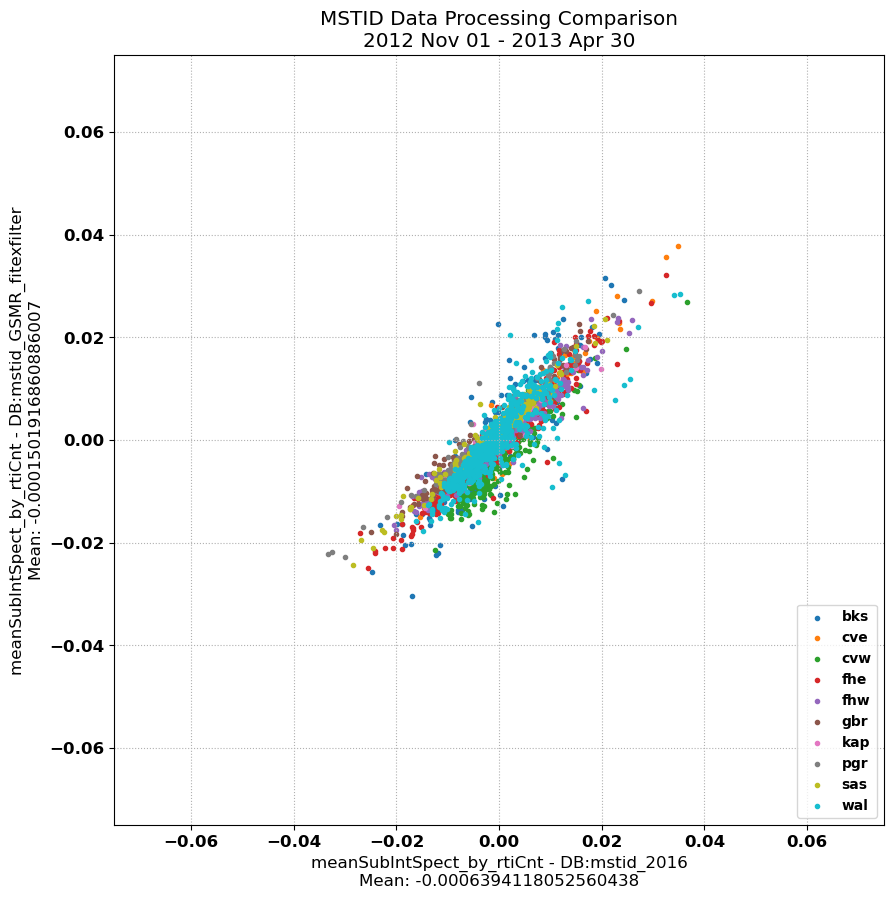 MSTID Data Processing Comparison
2012 Nov 01 - 2013 Apr 30
meanSubIntSpect_by_rtiCnt - DB:mstid_GSMR_fitexfilter
Mean: -0.0001501916860886007
0.06
0.04
0.02
0.00
−0.02
−0.04
−0.06
bks
cve
cvw
fhe
fhw
gbr
kap
pgr
sas
wal
−0.06 −0.04 −0.02 0.00 0.02 0.04 0.06
meanSubIntSpect_by_rtiCnt - DB:mstid_2016
Mean: -0.00063941180525604​38